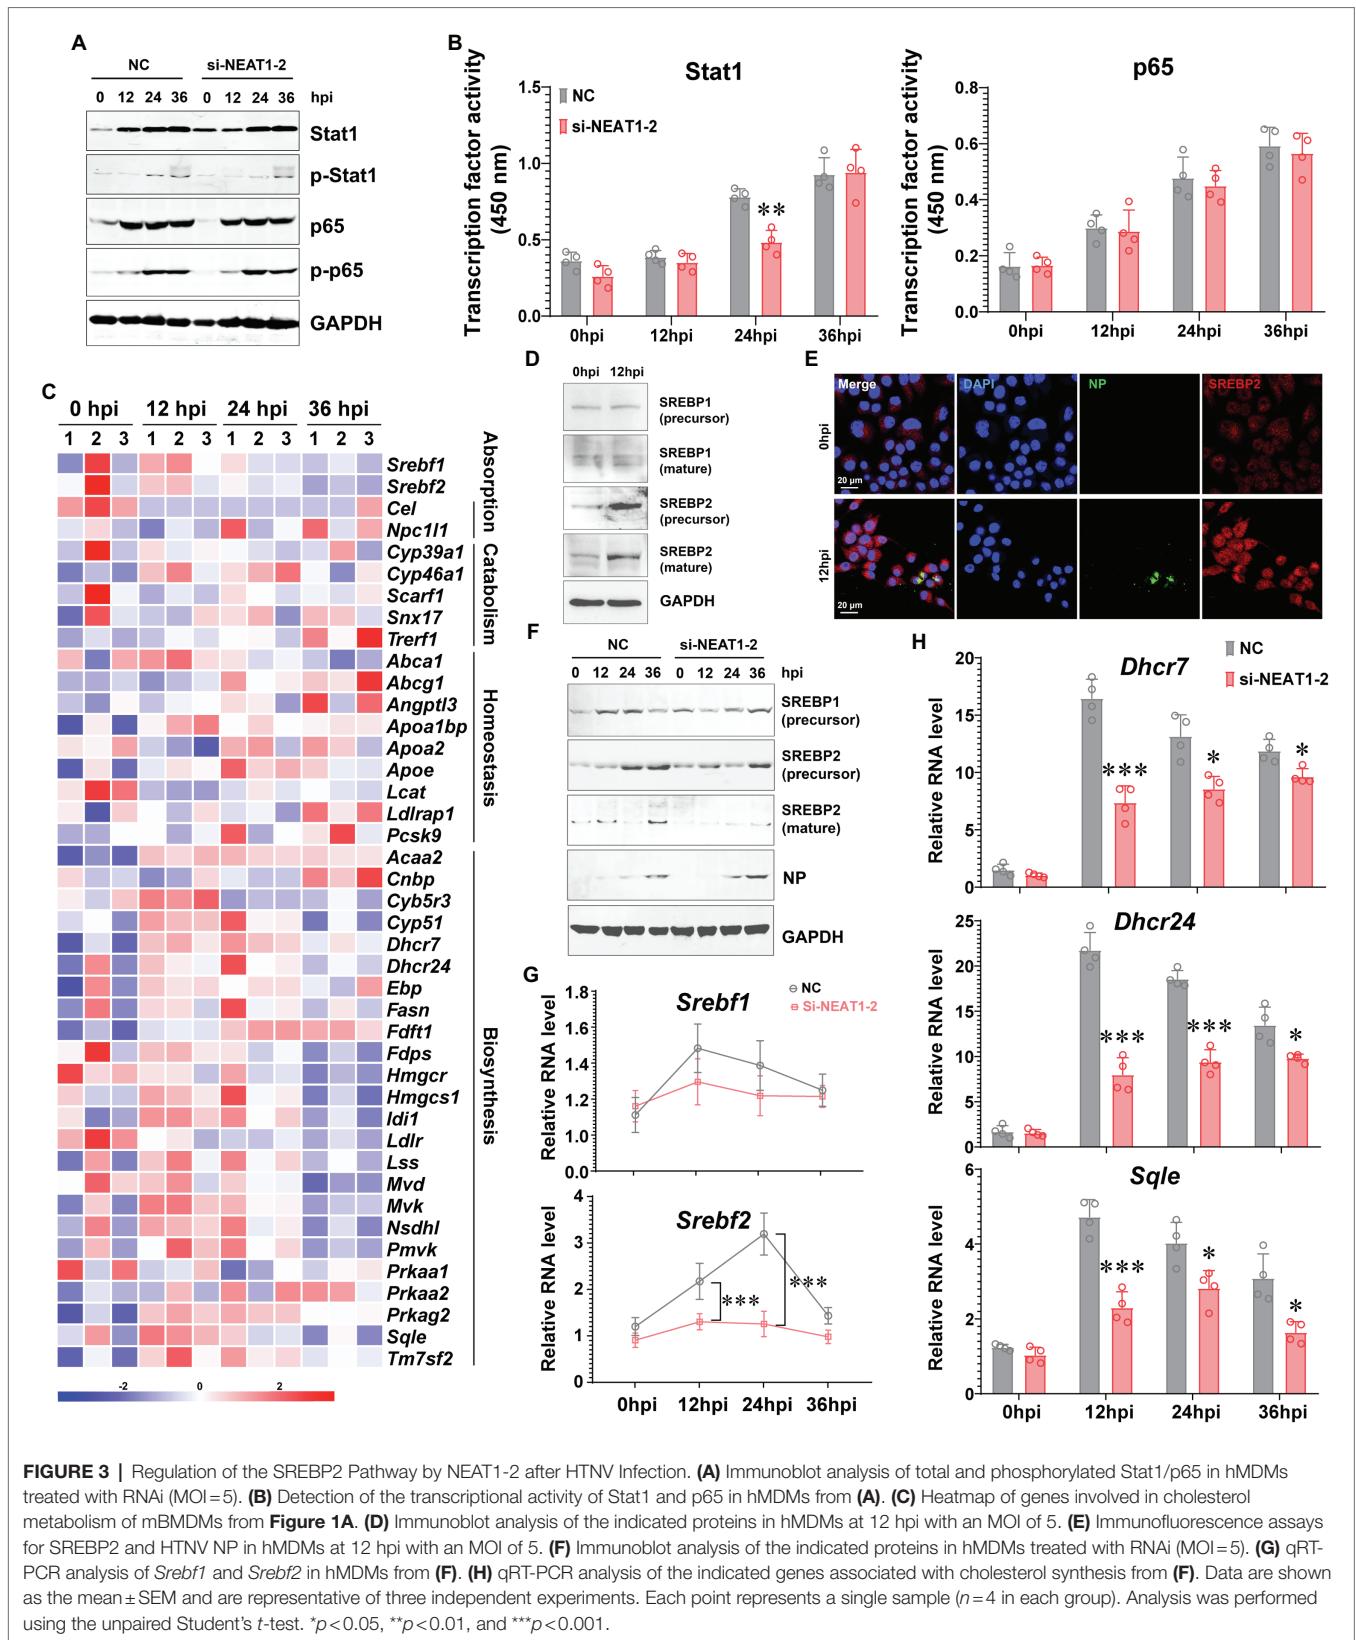 A
NC si-NEAT1-2
0 12 24 36 0 12 24 36 hpi
Stat1
p-Stat1
p65
p-p65
GAPDH
B
Stat1
Transcription factor activity
(450 nm)
1.5
1.0
0.5
0.0
NC
si-NEAT1-2
**
0hpi 12hpi 24hpi 36hpi
p65
Transcription factor activity
(450 nm)
0.8
0.6
0.4
0.2
0.0
0hpi 12hpi 24hpi 36hpi
C
0 hpi 12 hpi 24 hpi 36 hpi
1 2 3 1 2 3 1 2 3 1 2 3
Srebf1
Srebf2
Cel
Npc1l1
Cyp39a1
Cyp46a1
Scarf1
Snx17
Trerf1
Abca1
Abcg1
Angptl3
Apoa1bp
Apoa2
Apoe
Lcat
Ldlrap1
Pcsk9
Acaa2
Cnbp
Cyb5r3
Cyp51
Dhcr7
Dhcr24
Ebp
Fasn
Fdft1
Fdps
Hmgcr
Hmgcs1
Idi1
Ldlr
Lss
Mvd
Mvk
Nsdhl
Pmvk
Prkaa1
Prkaa2
Prkag2
Sqle
Tm7sf2
Absorption
Catabolism
Homeostasis
Biosynthesis
-2 0 2
D
0hpi 12hpi
SREBP1
(precursor)
SREBP1
(mature)
SREBP2
(precursor)
SREBP2
(mature)
GAPDH
E
Merge DAPI NP SREBP2
0hpi
20 μm
12hpi
20 μm
F
NC si-NEAT1-2
0 12 24 36 0 12 24 36 hpi
SREBP1
(precursor)
SREBP2
(precursor)
SREBP2
(mature)
NP
GAPDH
G
Srebf1
NC
Si-NEAT1-2
Relative RNA level
1.8
1.6
1.4
1.2
1.0
0.0
Srebf2
Relative RNA level
4
3
2
1
0
***
***
0hpi 12hpi 24hpi 36hpi
H
NC
si-NEAT1-2
Dhcr7
Relative RNA level
20
15
10
5
0
*** * *
Dhcr24
Relative RNA level
25
20
15
10
5
0
*** *** *
Sqle
Relative RNA level
6
4
2
0
*** * *
0hpi 12hpi 24hpi 36hpi
FIGURE 3 | Regulation of the SREBP2 Pathway by NEAT1-2 after HTNV Infection. (A) Immunoblot analysis of total and phosphorylated Stat1/p65 in hMDMs
treated with RNAi (MOI=5). (B) Detection of the transcriptional activity of Stat1 and p65 in hMDMs from (A). (C) Heatmap of genes involved in cholesterol
metabolism of mBMDMs from Figure 1A. (D) Immunoblot analysis of the indicated proteins in hMDMs at 12 hpi with an MOI of 5. (E) Immunofluorescence assays
for SREBP2 and HTNV NP in hMDMs at 12 hpi with an MOI of 5. (F) Immunoblot analysis of the indicated proteins in hMDMs treated with RNAi (MOI=5). (G) qRT-
PCR analysis of Srebf1 and Srebf2 in hMDMs from (F). (H) qRT-PCR analysis of the indicated genes associated with cholesterol synthesis from (F). Data are shown
as the mean±SEM and are representative of three independent experiments. Each point represents a single sample (n=4 in each group). Analysis was performed
using the unpaired Student's t-test. *p<0.05, **p<0.01, and ***p<0.001.